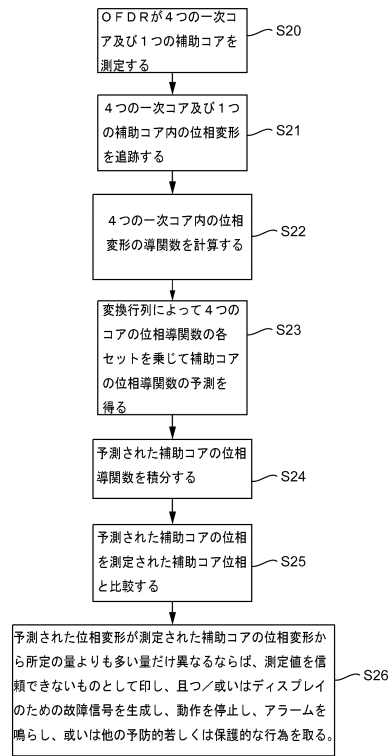 OFDRが4つの一次コ
ア及び1つの補助コアを
測定する
S20
4つの一次コア及び1つ
の補助コア内の位相変形
を追跡する
S21
4つの一次コア内の位相
変形の導関数を計算する
S22
変換行列によって4つの
コアの位相導関数の各
セットを乗じて補助コア
の位相導関数の予測を
得る
S23
予測された補助コアの位相
導関数を積分する
S24
予測された補助コアの位相
を測定された補助コア位相
と比較する
S25
予測された位相変形が測定された補助コアの位相変形か
ら所定の量よりも多い量だけ異なるならば、測定値を信
頼できないものとして印し、且つ/或いはディスプレイ
のための故障信号を生成し、動作を停止し、アラームを
鳴らし、或いは他の予防的若しくは保護的な行為を取る。
S26